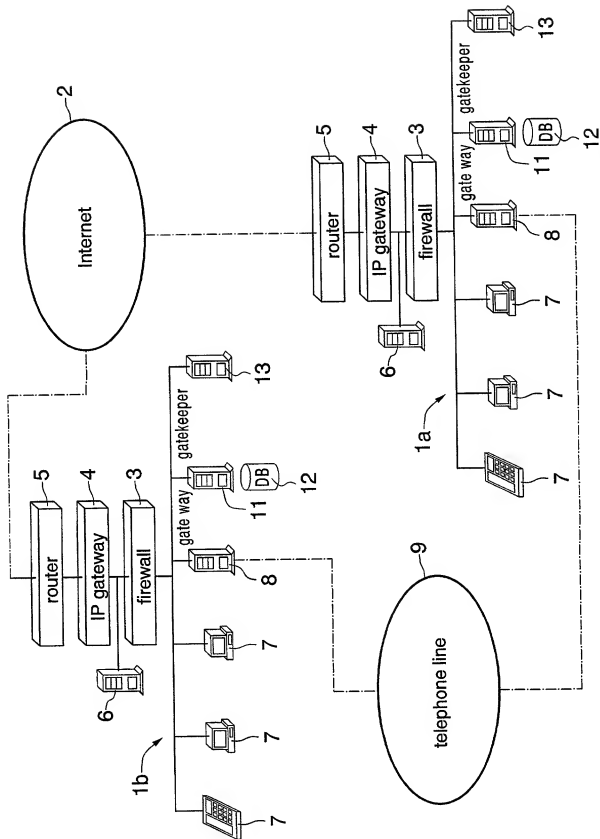 2
Internet
5
router
4
IP gateway
3
firewall
6
1b
gate way
gatekeeper
7
7
7
8
11
DB
12
13
9
telephone line
5
router
4
IP gateway
3
firewall
6
1a
gate way
gatekeeper
7
7
7
8
11
DB
12
13